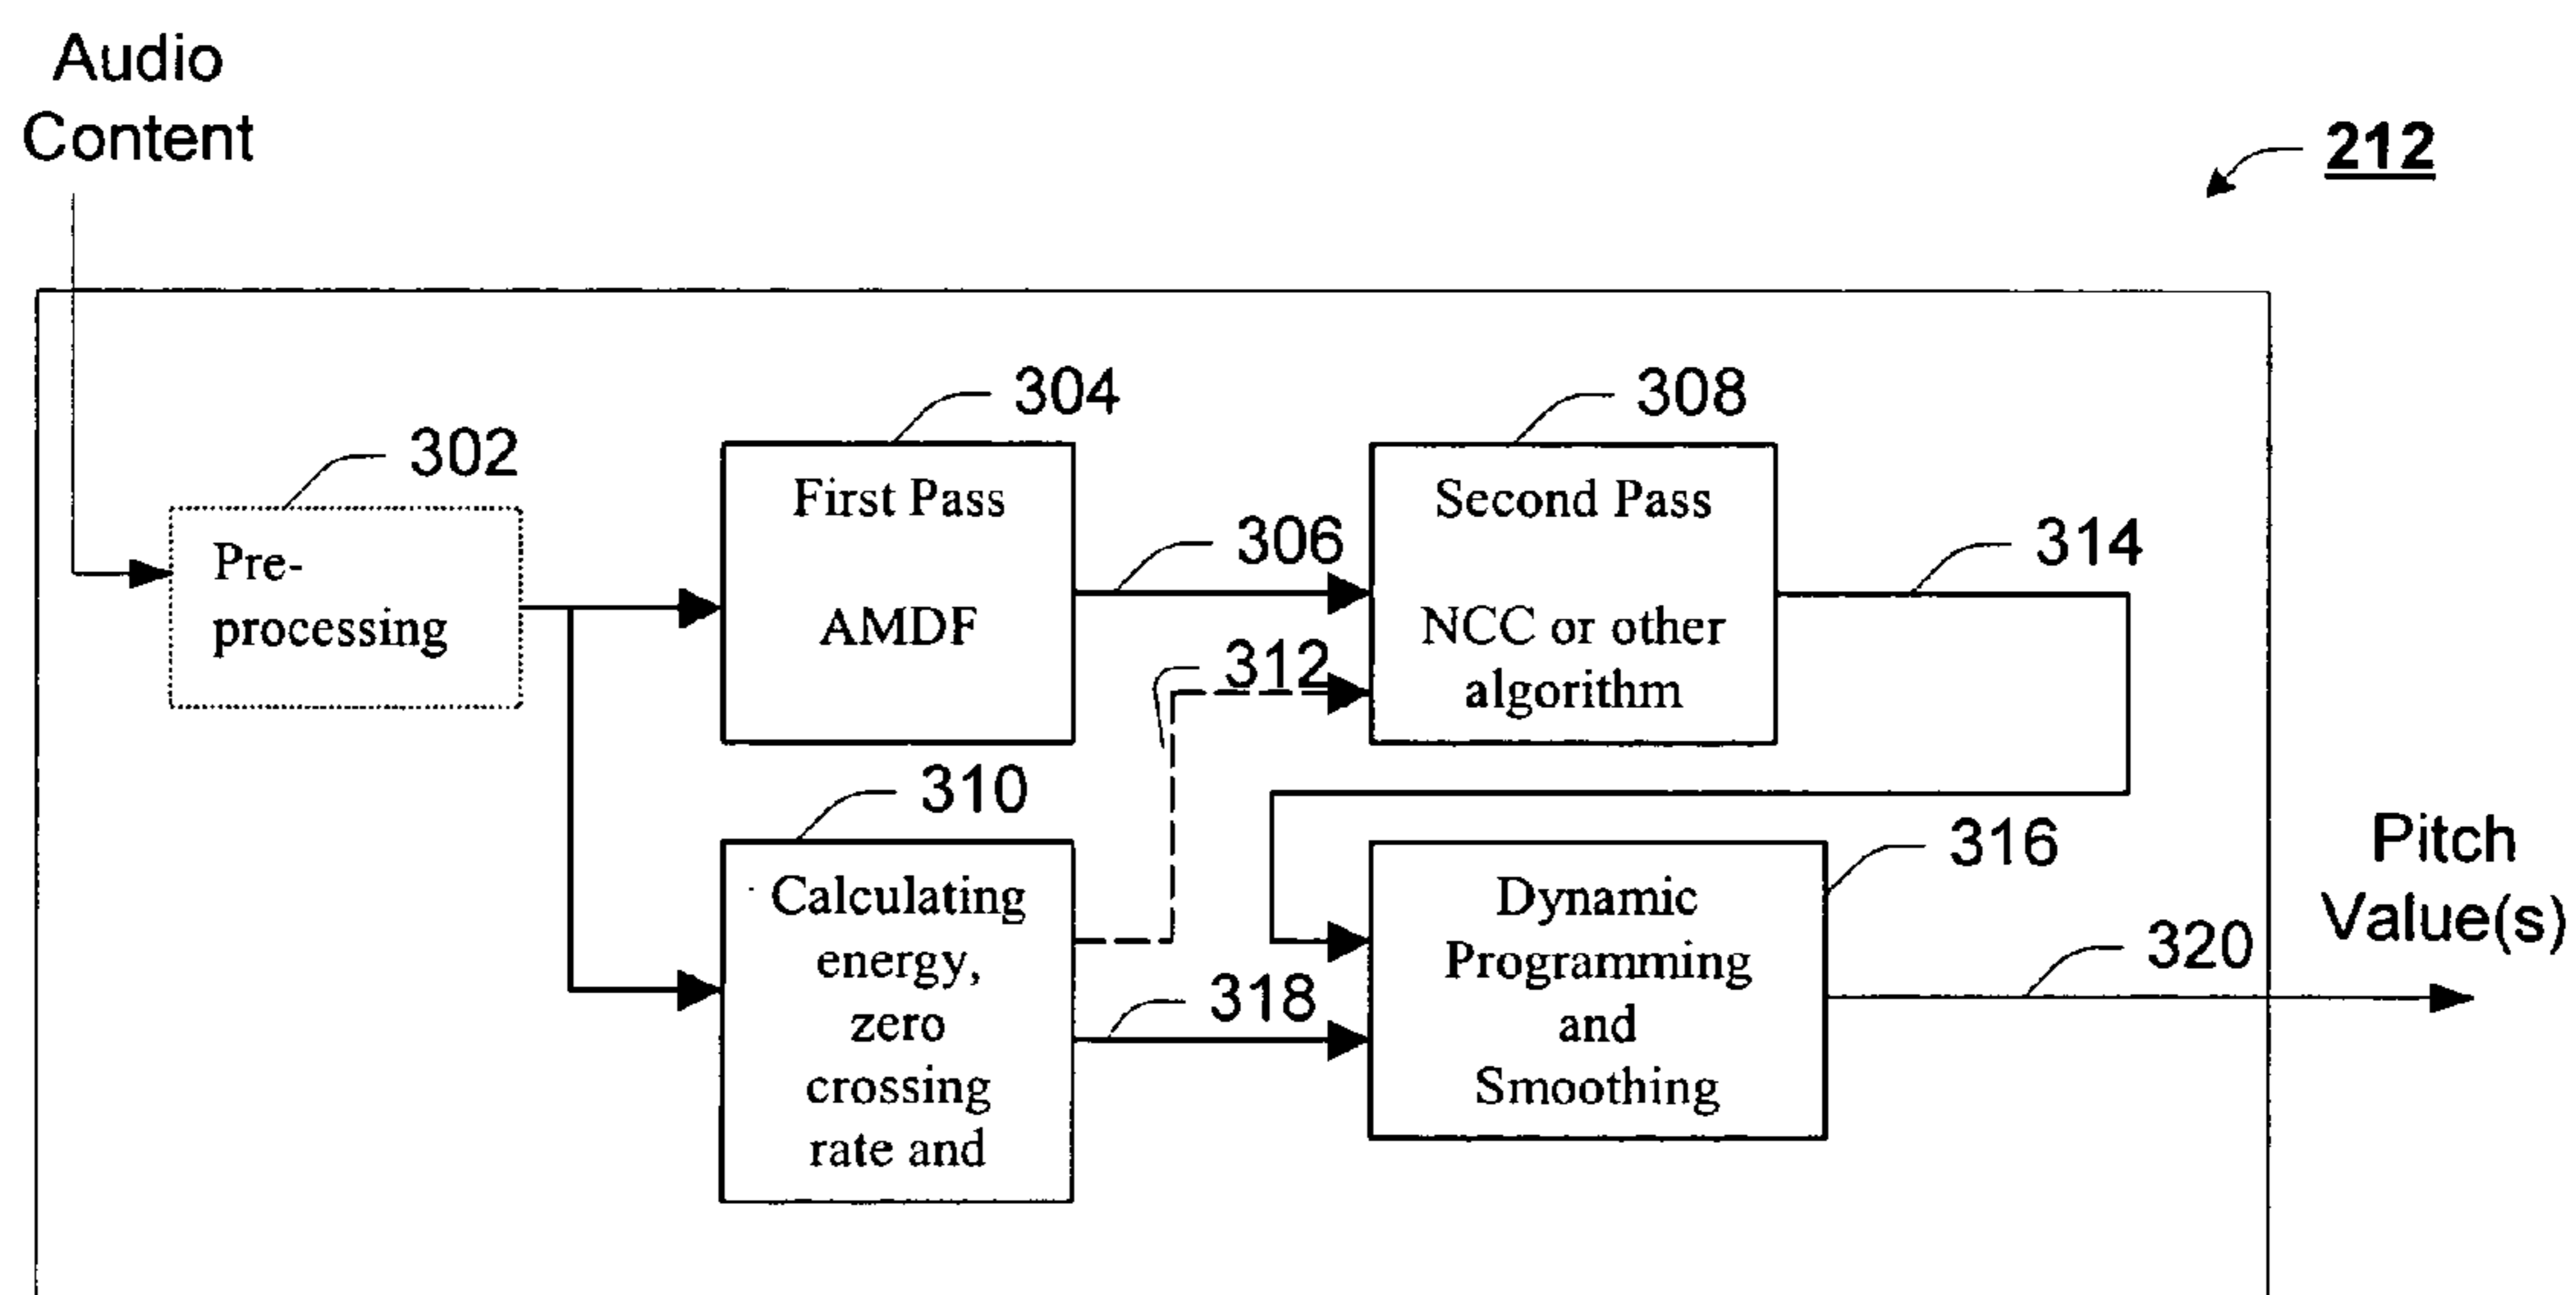 Audio
Content
212
304
308
302
First Pass
AMDF
306
Second Pass
NCC or other
algorithm
314
Pre-
processing
312
310
Calculating
energy,
zero
crossing
rate and
318
316
Dynamic
Programming
and
Smoothing
320
Pitch
Value(s)